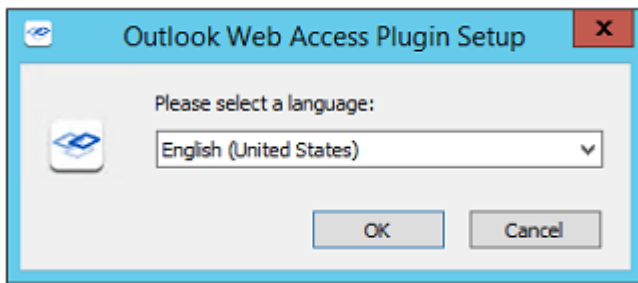 Outlook Web Access Plugin Setup
Please select a language:
English (United States)
OK
Cancel